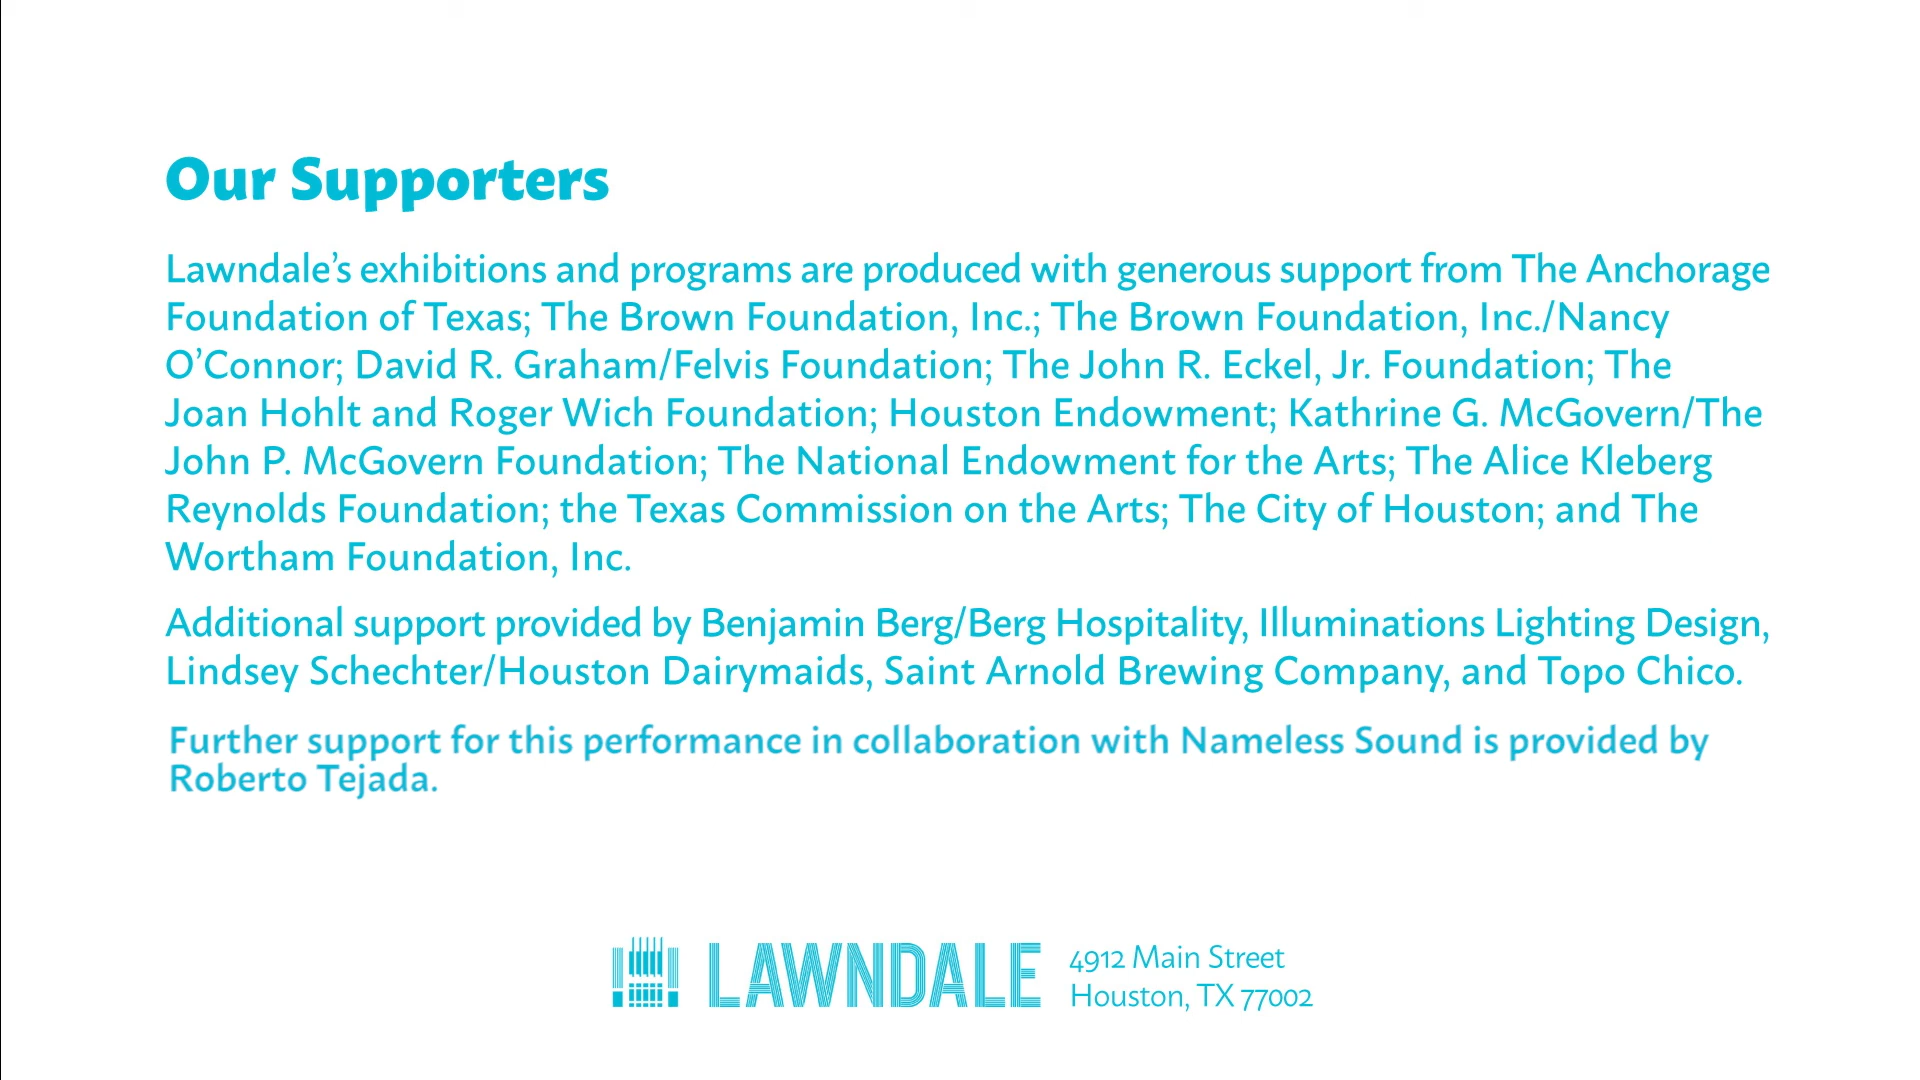 Our Supporters
Lawndale’s exhibitions and programs are produced with generous support from The Anchorage
Foundation of Texas; The Brown Foundation, Inc.; The Brown Foundation, Inc./Nancy
O’Connor; David R. Graham/Felvis Foundation; The John R. Eckel, Jr. Foundation; The
Joan Hohlt and Roger Wich Foundation; Houston Endowment; Kathrine G. McGovern/The
John P. McGovern Foundation; The National Endowment for the Arts; The Alice Kleberg
Reynolds Foundation; the Texas Commission on the Arts; The City of Houston; and The
Wortham Foundation, Inc.
Additional support provided by Benjamin Berg/Berg Hospitality, Illuminations Lighting Design,
Lindsey Schechter/Houston Dairymaids, Saint Arnold Brewing Company, and Topo Chico.
Further support for this performance in collaboration with Nameless Sound is provided by
Roberto Tejada.
LAWNDALE
4912 Main Street
Houston, TX 77002